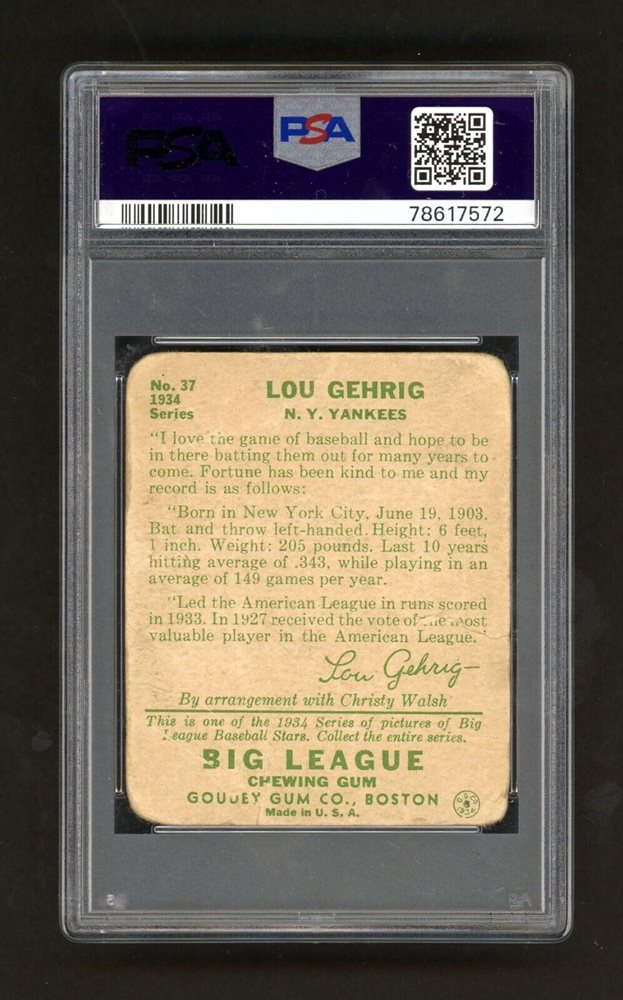 PSA
PSA
78617572
No. 37
1934
Series
LOU GEHRIG
N. Y. YANKEES
"I love the game of baseball and hope to be
in there batting them out for many years to
come. Fortune has been kind to me and my
record is as follows:
"Born in New York City, June 19, 1903.
Bat and throw left-handed. Height: 6 feet,
1 inch. Weight: 205 pounds. Last 10 years
hitting average of .343, while playing in an
average of 149 games per year.
"Led the American League in runs scored
in 1933. In 1927 received the vote of the most
valuable player in the American League.
Lou Gehrig
By arrangement with Christy Walsh
This is one of the 1934 Series of pictures of Big
League Baseball Stars. Collect the entire series.
BIG LEAGUE
CHEWING GUM
GOUDEY GUM CO., BOSTON
Made in U. S. A.